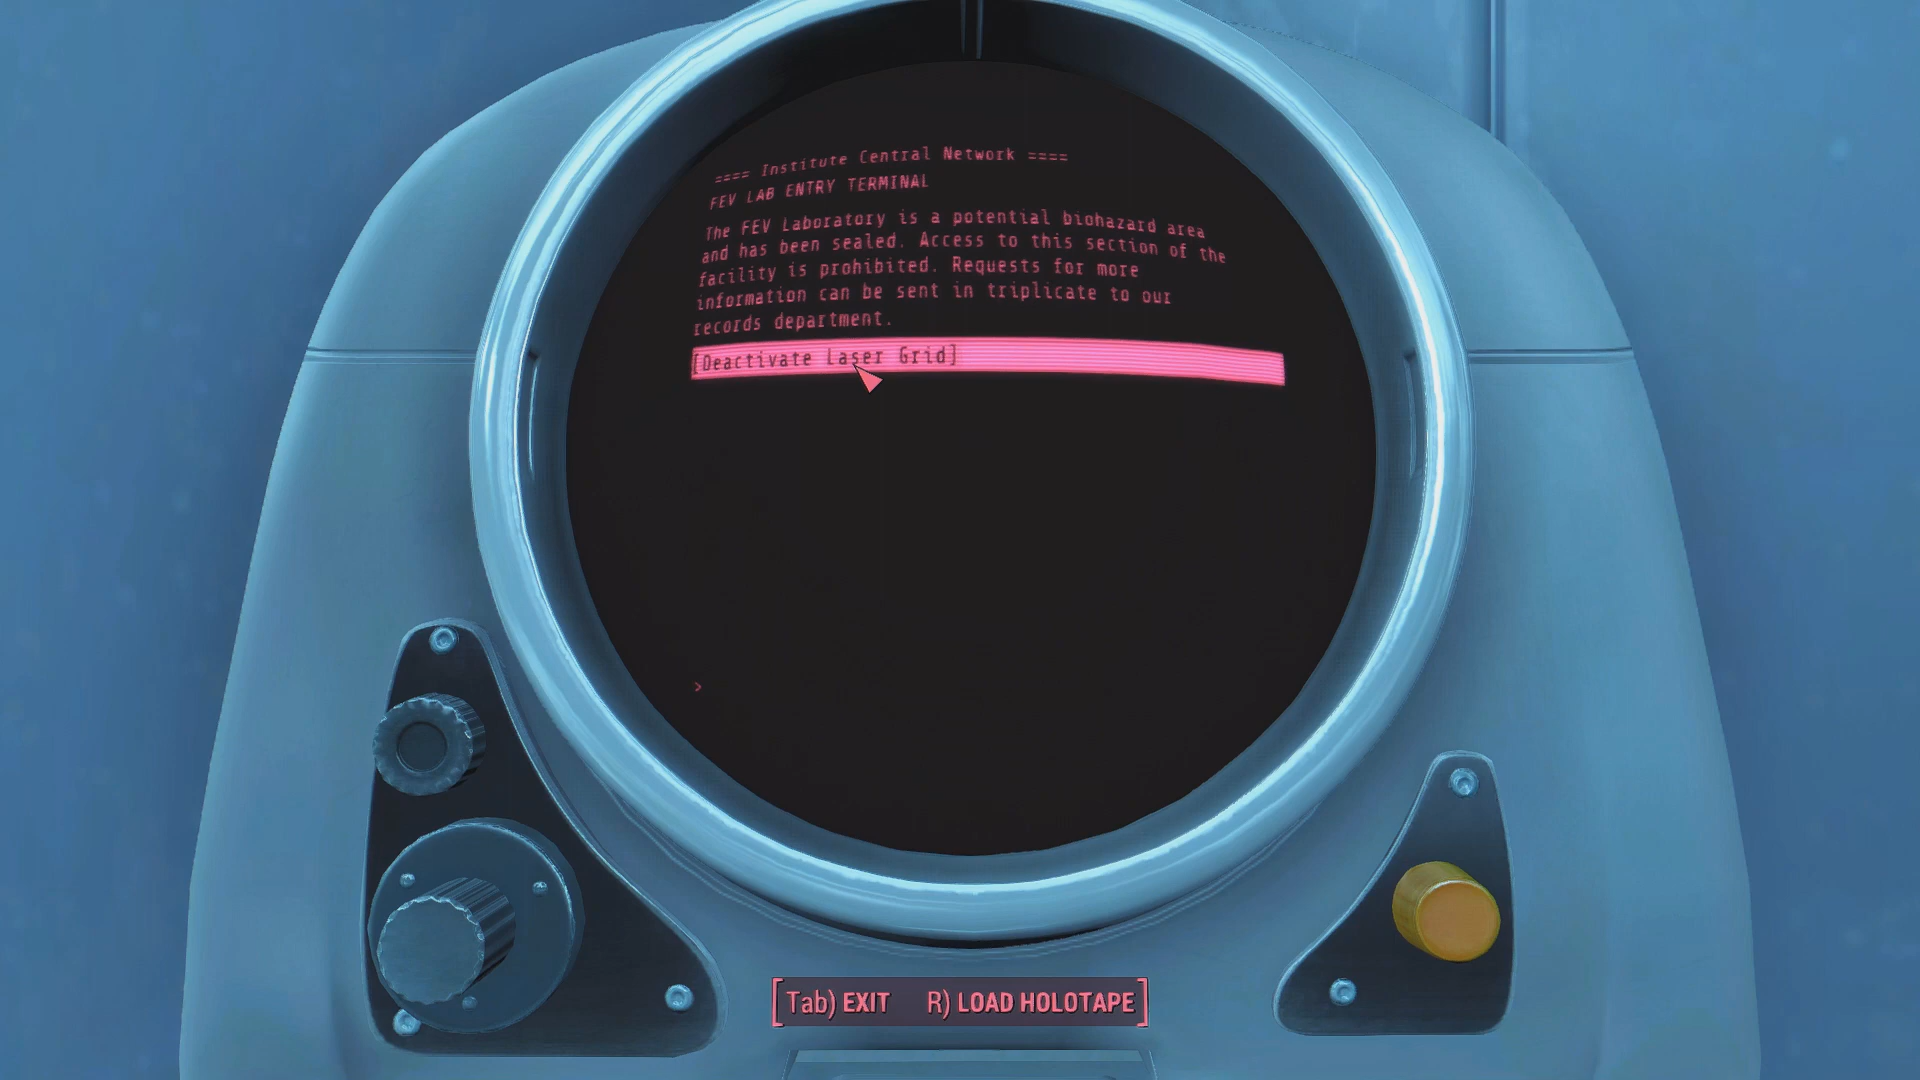 ==== Institute Central Network ====
FEV LAB ENTRY TERMINAL
The FEV Laboratory is a potential biohazard area
and has been sealed. Access to this section of the
facility is prohibited. Requests for more
information can be sent in triplicate to our
records department.
[Deactivate Laser Grid]
>
[Tab) EXIT R) LOAD HOLOTAPE]